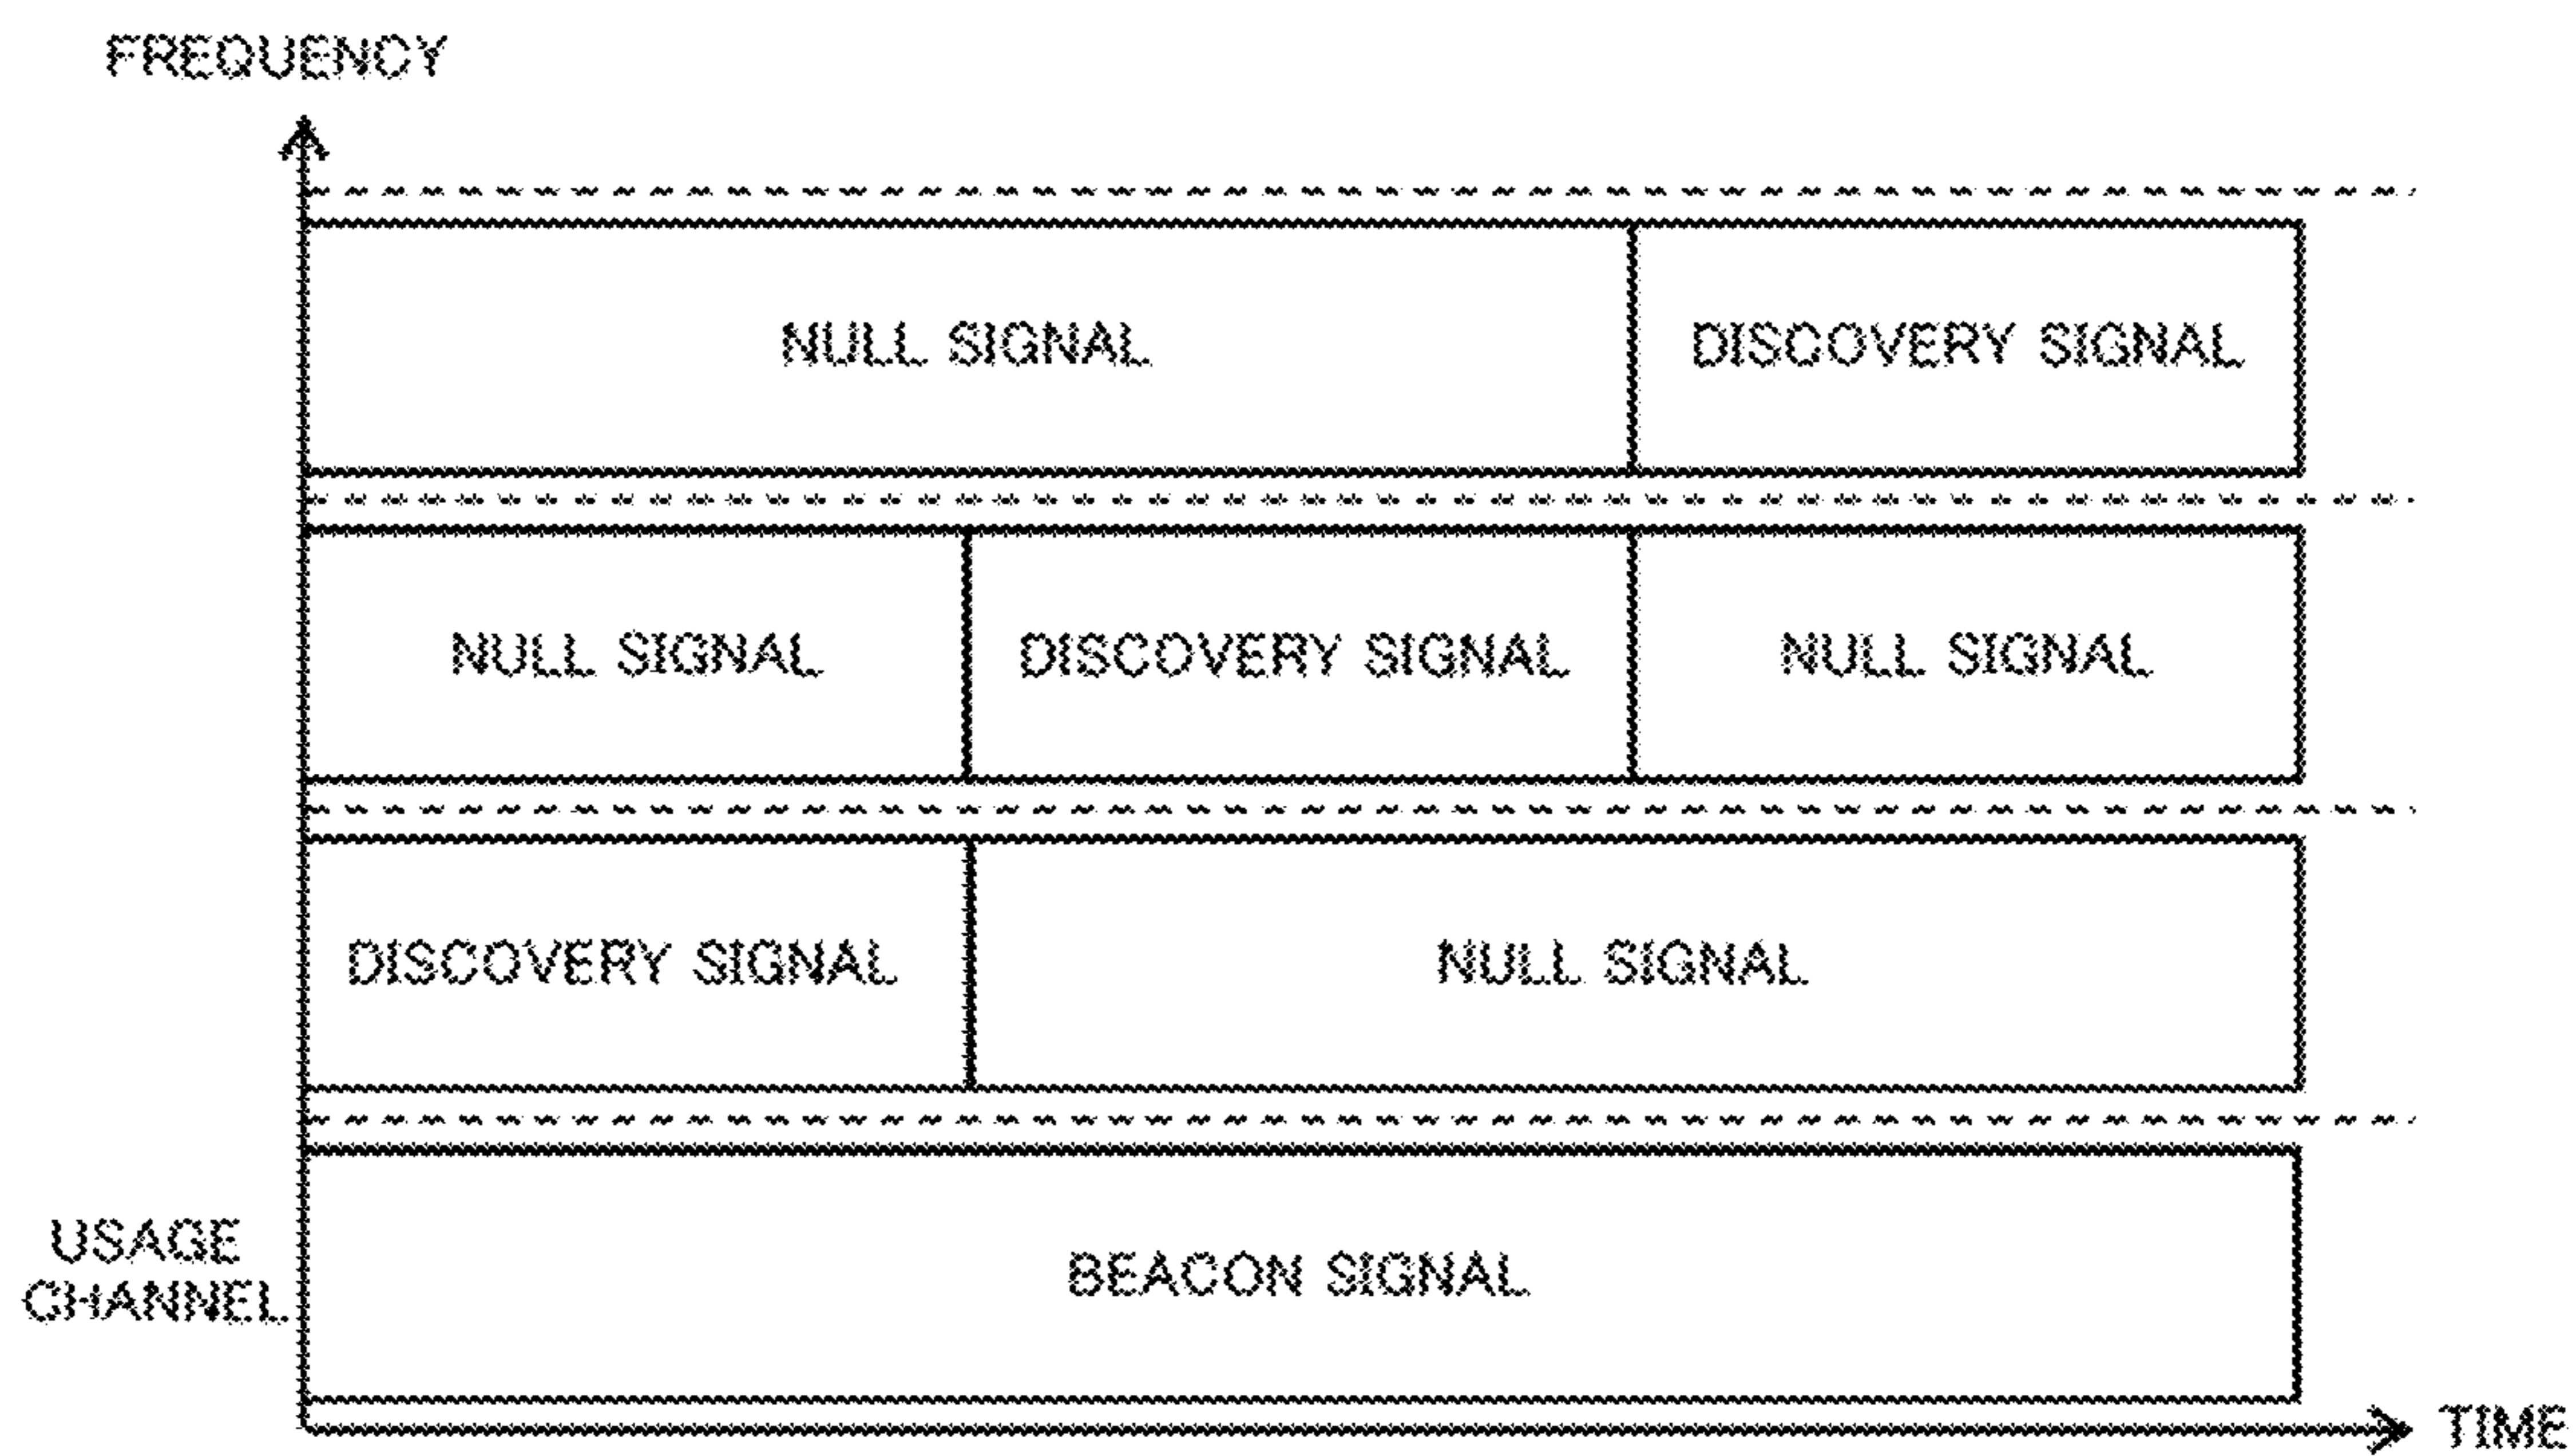 FREQUENCY
NULL SIGNAL
DISCOVERY SIGNAL
NULL SIGNAL
DISCOVERY SIGNAL
NULL SIGNAL
DISCOVERY SIGNAL
NULL SIGNAL
USAGE
CHANNEL
BEACON SIGNAL
TIME